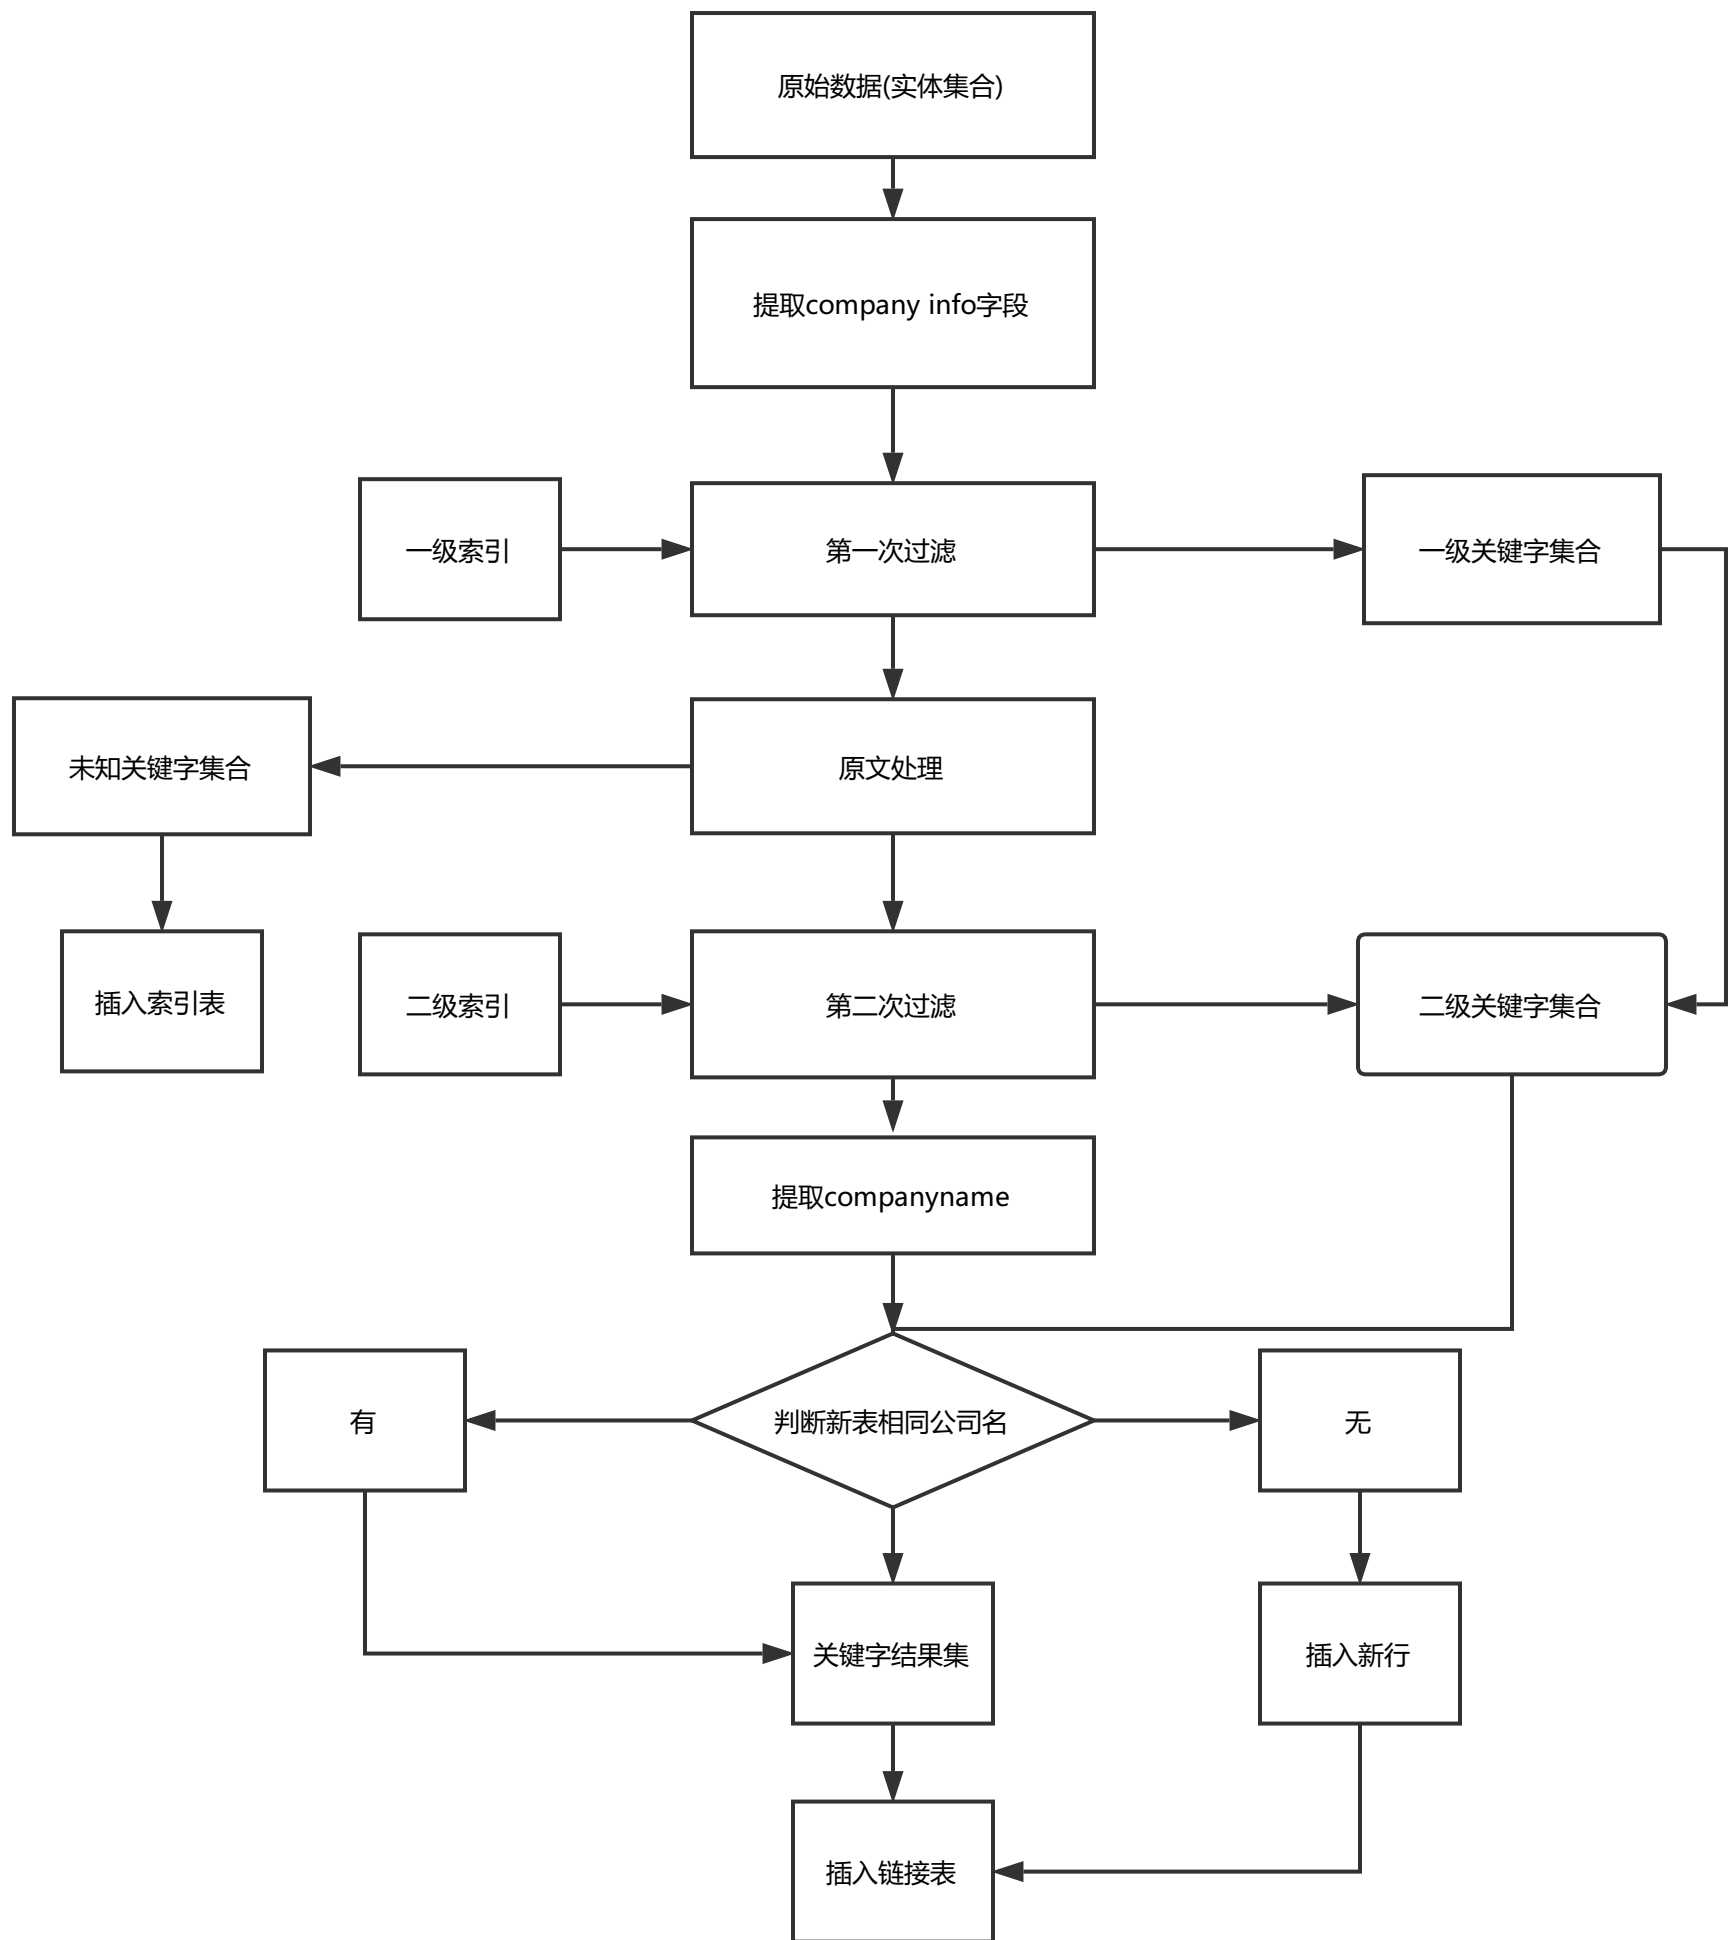 原始数据(实体集合)
提取company info字段
一级索引
第一次过滤
一级关键字集合
未知关键字集合
原文处理
插入索引表
二级索引
第二次过滤
二级关键字集合
提取companyname
有
判断新表相同公司名
无
关键字结果集
插入新行
插入链接表